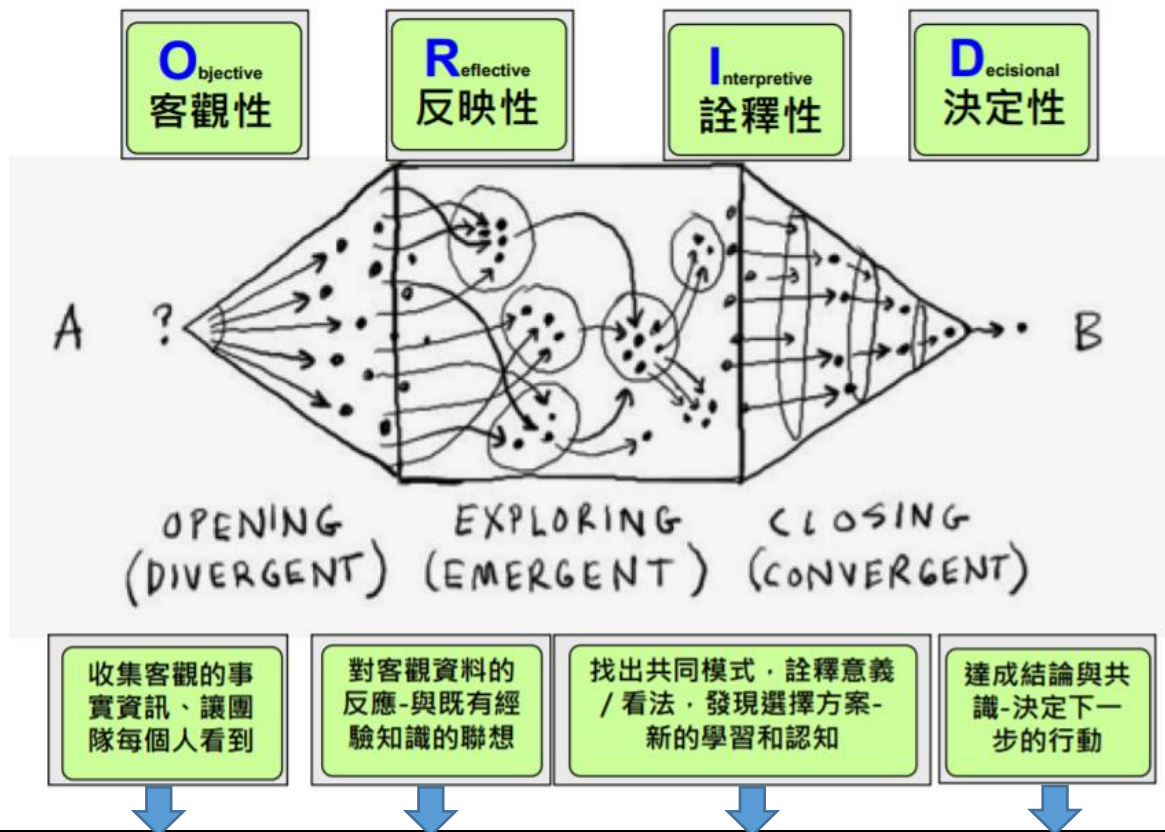 Objective
客觀性
Reflective
反映性
Interpretive
詮釋性
Decisional
決定性
A ? B
OPENING
(DIVERGENT)
EXPLORING
(EMERGENT)
CLOSING
(CONVERGENT)
收集客觀的事
實資訊、讓團
隊每個人看到
對客觀資料的
反應-與既有經
驗知識的聯想
找出共同模式,詮釋意義
/ 看法,發現選擇方案-
新的學習和認知
達成結論與共
識-決定下一
步的行動